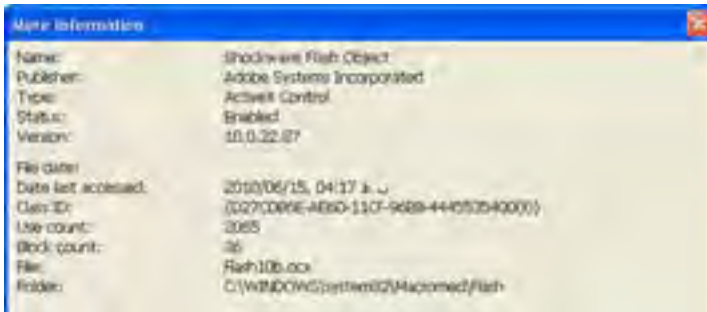 More Information
Name: Shockwave Flash Object
Publisher: Adobe Systems Incorporated
Type: ActiveX Control
Status: Enabled
Version: 10.0.22.87
File date:
Date last accessed: 2010/06/15, 04:17
Class ID: {D27CDB6E-AE6D-11CF-96B8-444553540000}
Use count: 2065
Block count: 36
File: Flash10b.ocx
Folder: C:\WINDOWS\system32\Macromed\Flash